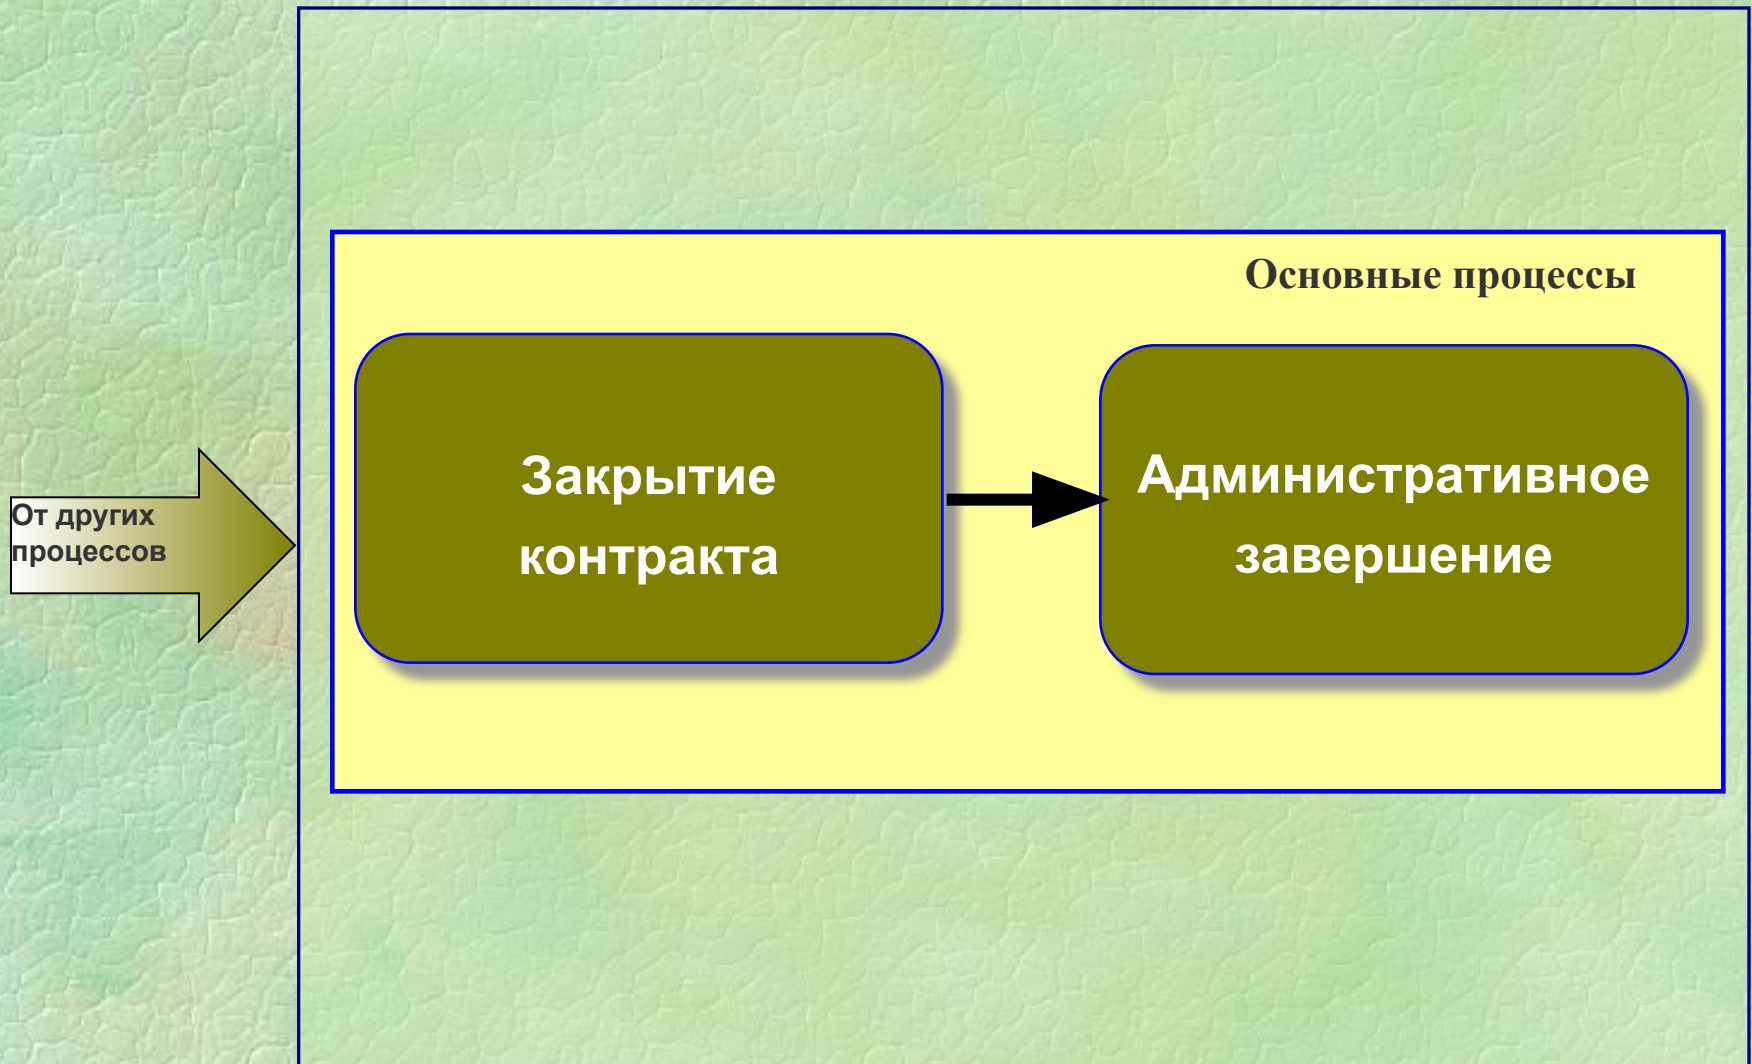 Основные процессы
От других
процессов
Закрытие
контракта
Административное
завершение